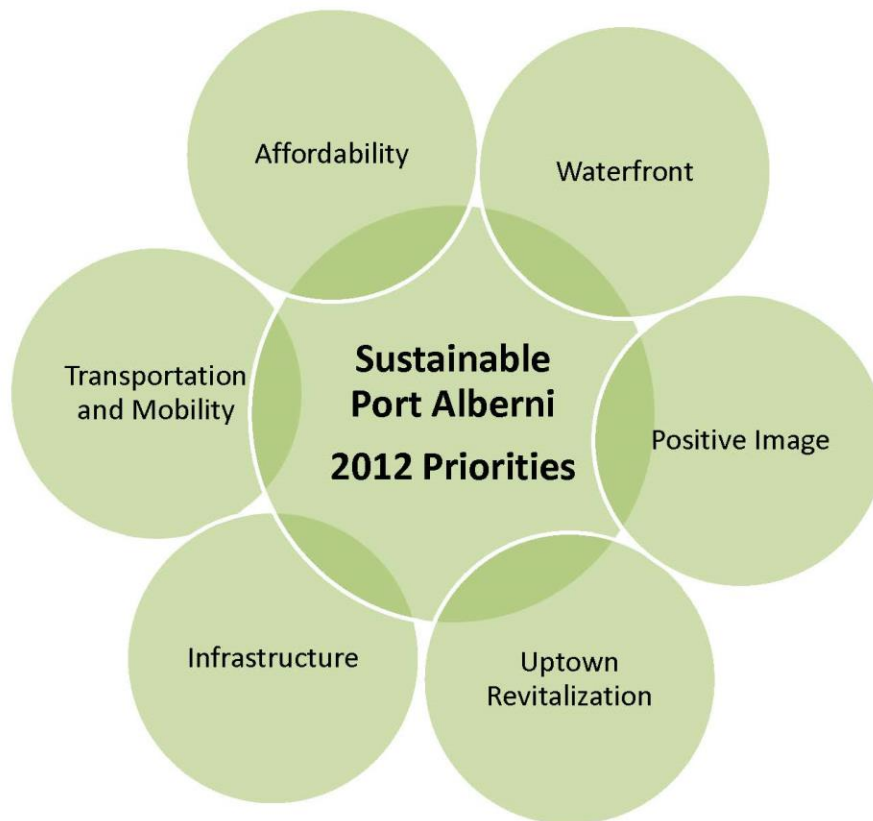 Affordability
Waterfront
Sustainable
Port Alberni
2012 Priorities
Transportation
and Mobility
Positive Image
Infrastructure
Uptown
Revitalization